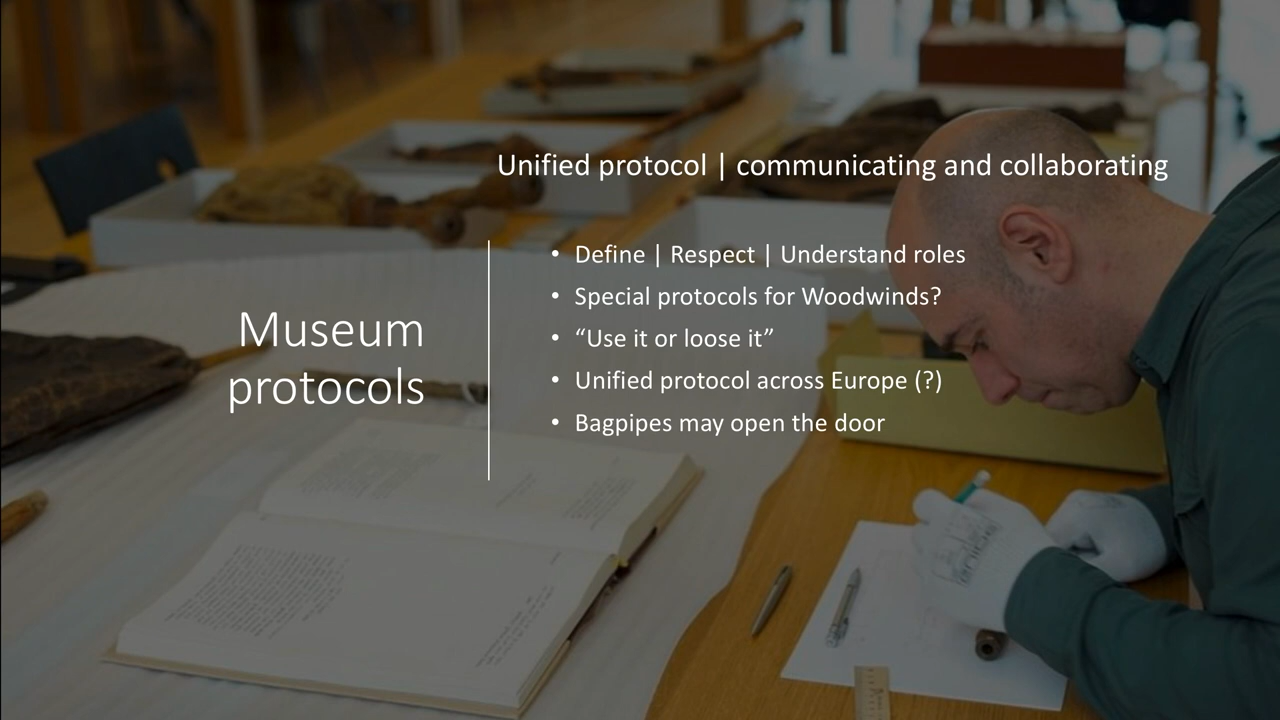 Unified protocol | communicating and collaborating
Museum
protocols
• Define | Respect | Understand roles
• Special protocols for Woodwinds?
• “Use it or loose it”
• Unified protocol across Europe (?)
• Bagpipes may open the door